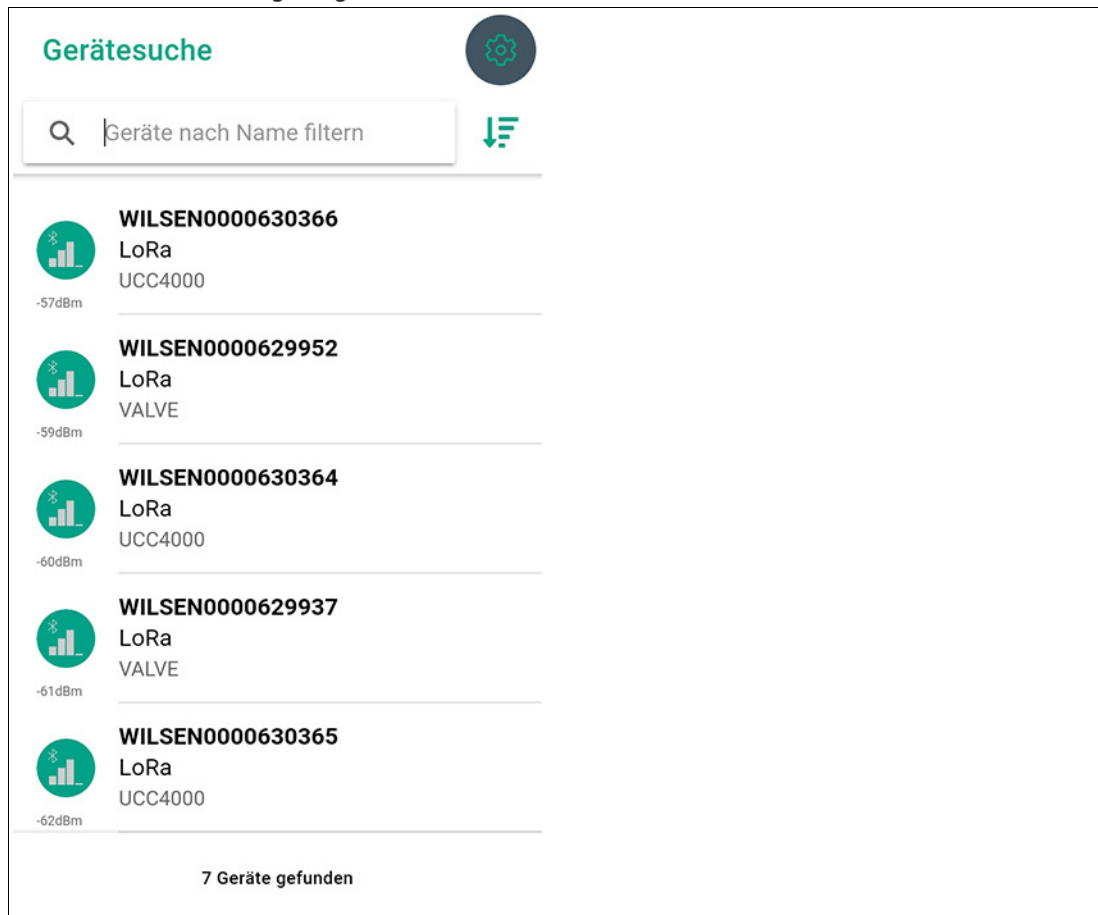 Gerätesuche
Geräte nach Name filtern
WILSEN0000630366
LoRa
UCC4000
-57dBm
WILSEN0000629952
LoRa
VALVE
-59dBm
WILSEN0000630364
LoRa
UCC4000
-60dBm
WILSEN0000629937
LoRa
VALVE
-61dBm
WILSEN0000630365
LoRa
UCC4000
-62dBm
7 Geräte gefunden